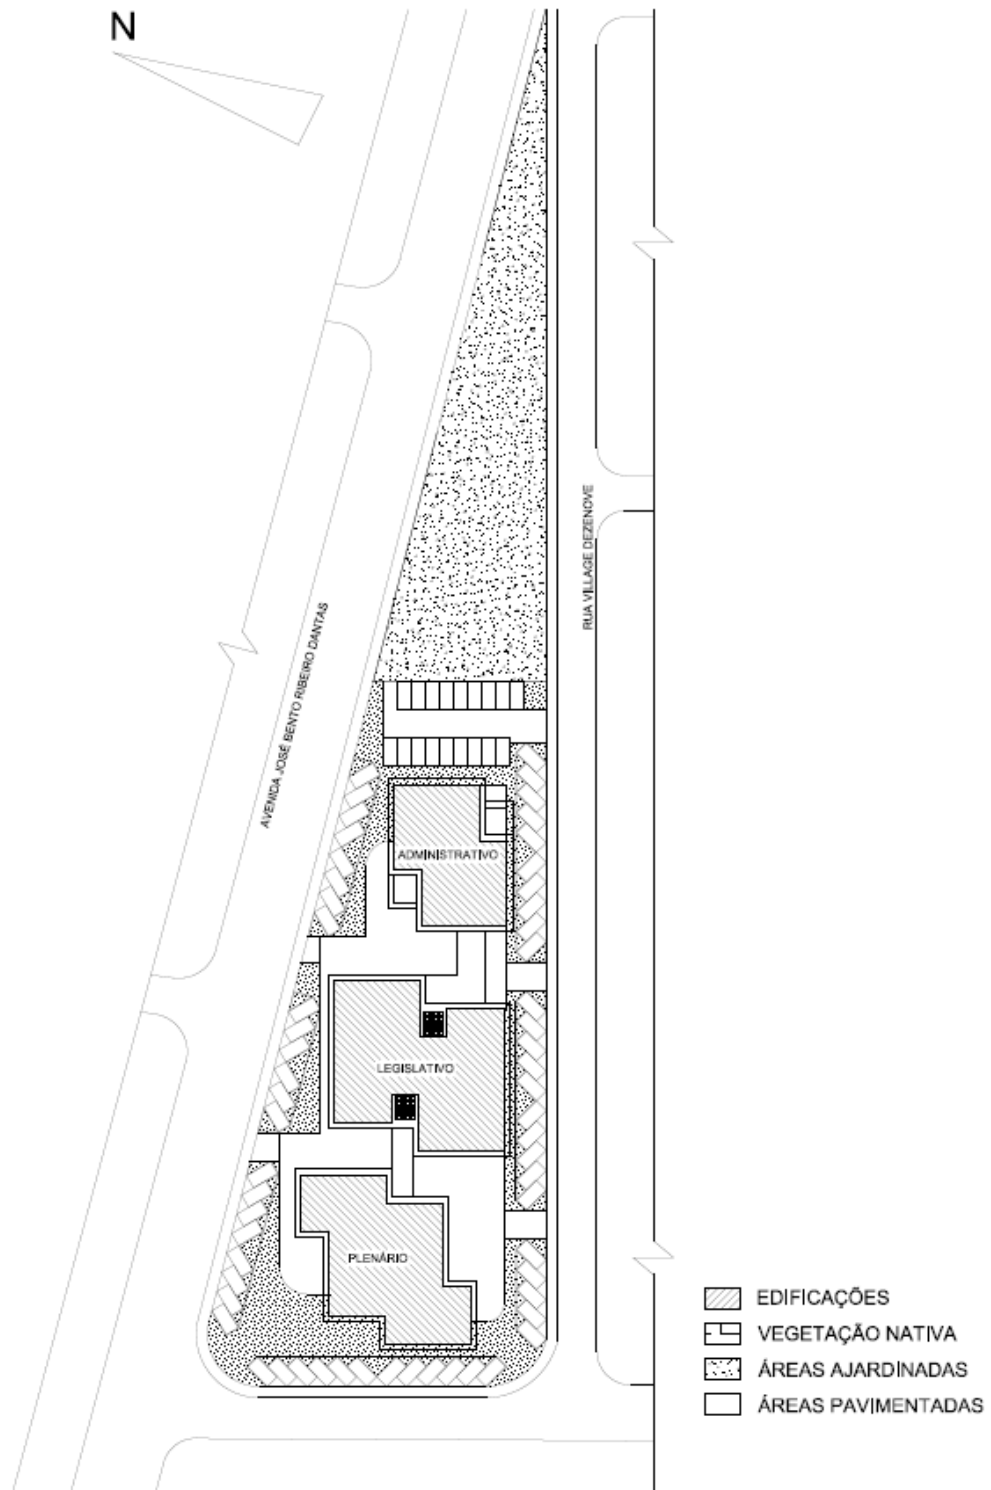 N
RUA VILLAGE DEZENOVE
AVENIDA JOSÉ BENTO RIBEIRO DANTAS
ADMINISTRATIVO
LEGISLATIVO
PLENÁRIO
EDIFICAÇÕES
VEGETAÇÃO NATIVA
ÁREAS AJARDINADAS
ÁREAS PAVIMENTADAS